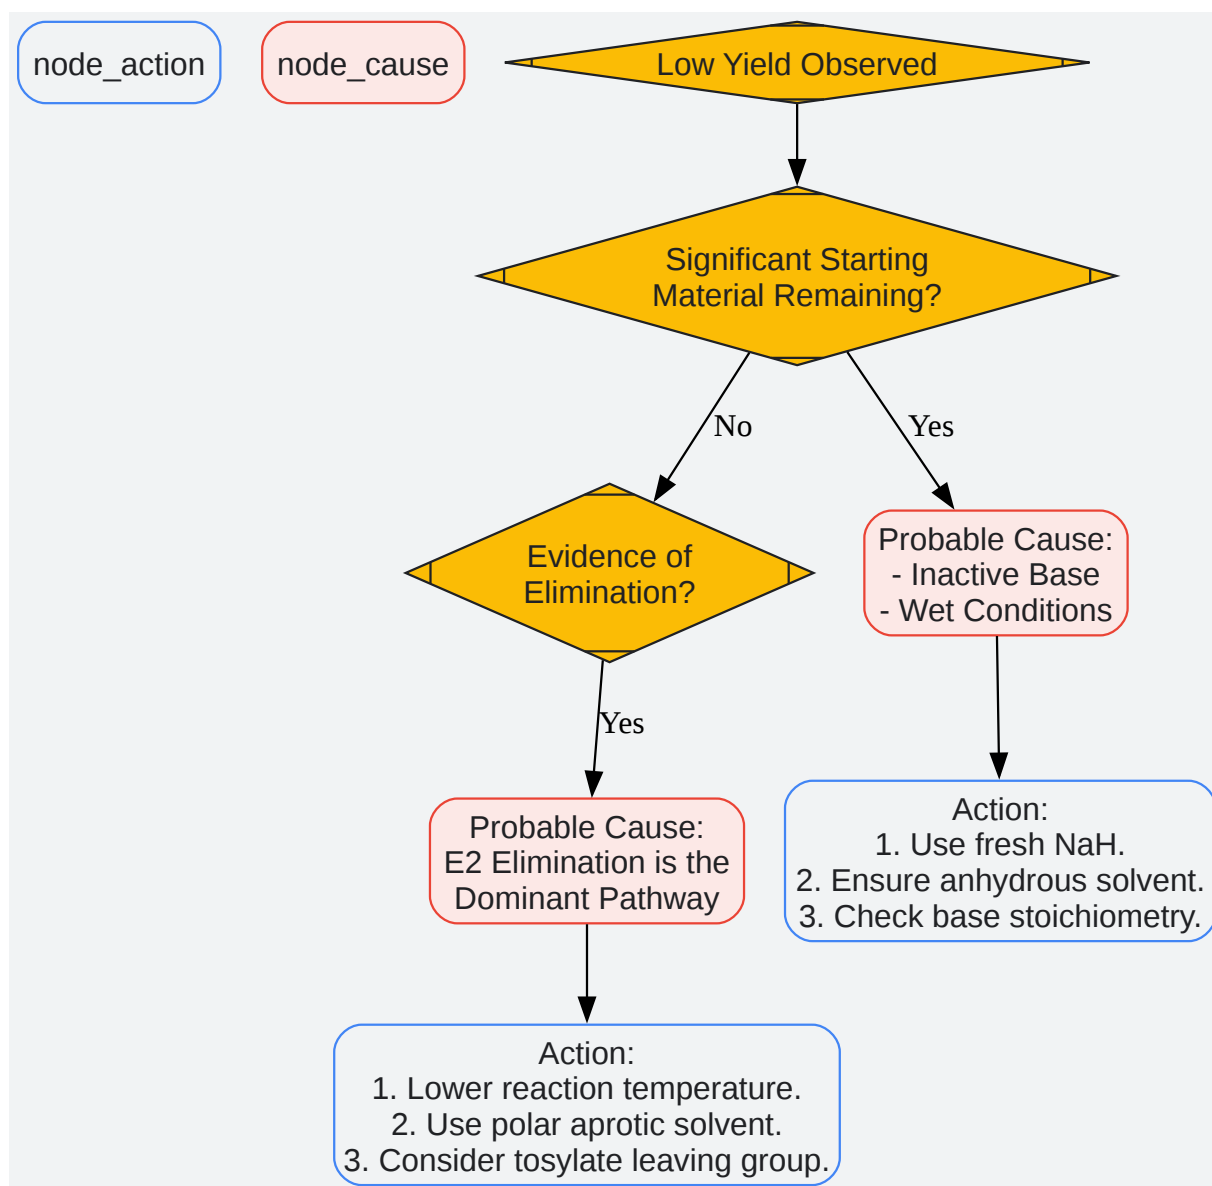 node_action
node_cause
Low Yield Observed
Significant Starting
Material Remaining?
No
Yes
Evidence of
Elimination?
Probable Cause:
- Inactive Base
- Wet Conditions
Yes
Probable Cause:
E2 Elimination is the
Dominant Pathway
Action:
1. Use fresh NaH.
2. Ensure anhydrous solvent.
3. Check base stoichiometry.
Action:
1. Lower reaction temperature.
2. Use polar aprotic solvent.
3. Consider tosylate leaving group.